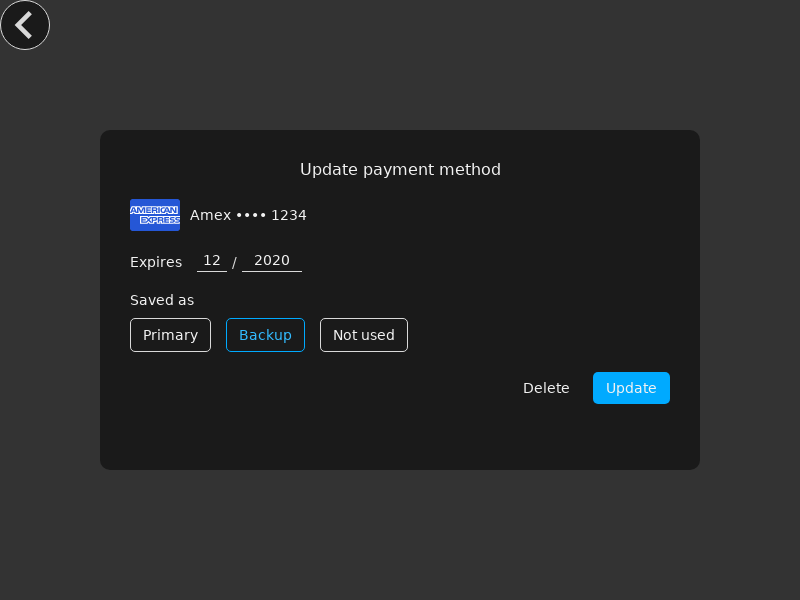 Update payment method
AMERICAN
EXPRESS
Amex •••• 1234
Expires 12 / 2020
Saved as
Primary Backup Not used
Delete Update